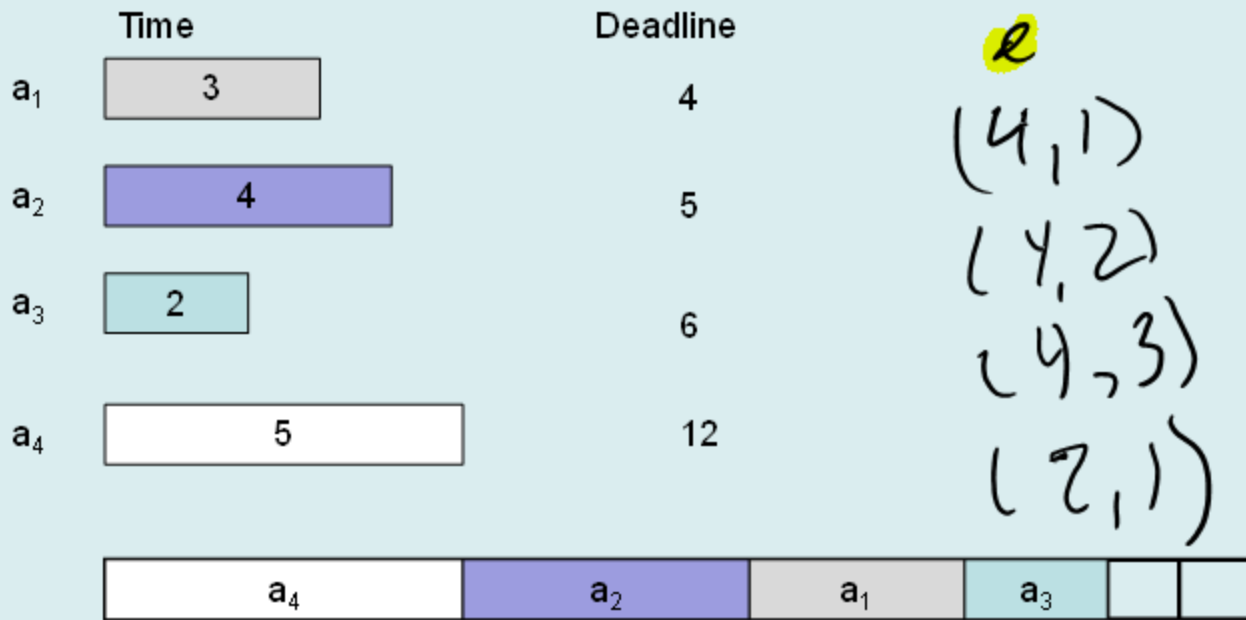 Time Deadline
a₁ 3 4
a₂ 4 5
a₃ 2 6
a₄ 5 12
(4,1)
(4,2)
(4,3)
(2,1)
a₄ a₂ a₁ a₃